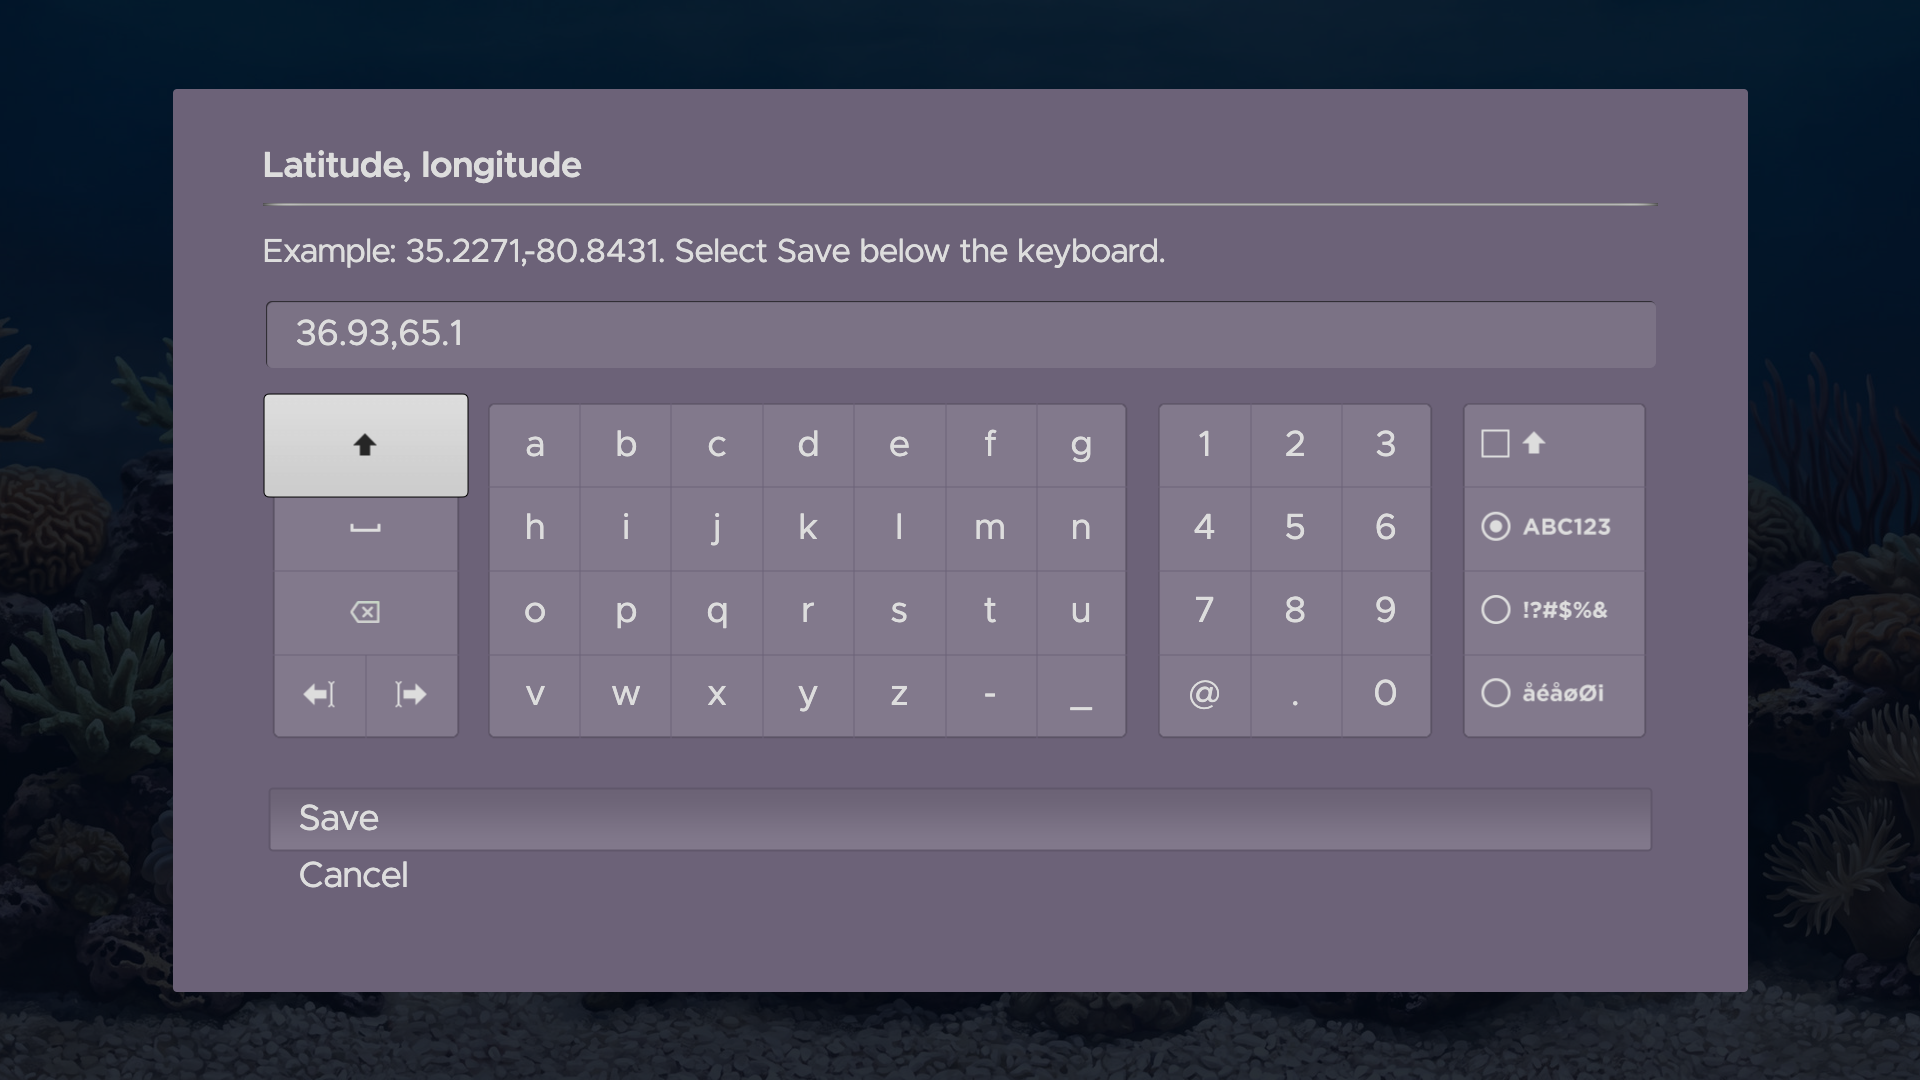 Latitude, longitude
Example: 35.2271,-80.8431. Select Save below the keyboard.
36.93,65.1
a b c d e f g 1 2 3
h i j k l m n 4 5 6 ABC123
o p q r s t u 7 8 9 !?#$%&
v w x y z - _ @ . 0 åéåøØi
Save
Cancel